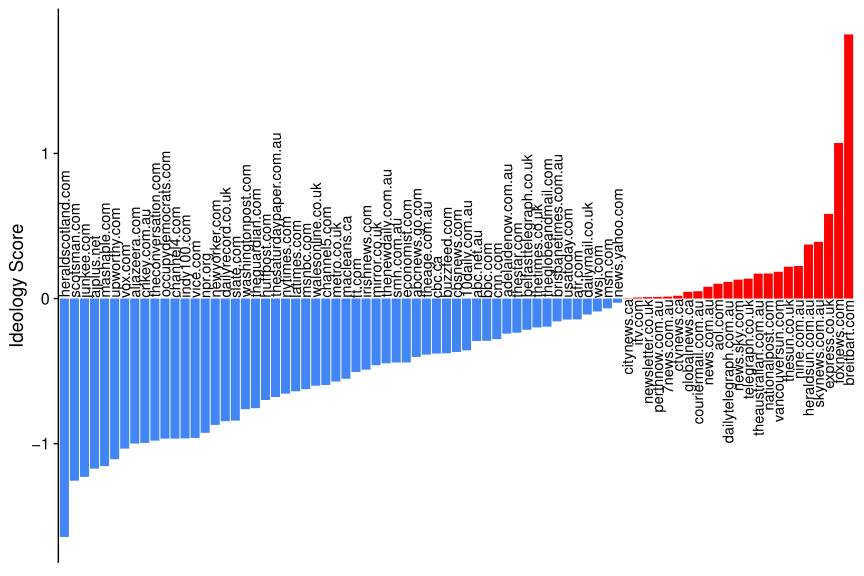 Ideology Score
1
0
−1
heraldscotland.com
scotsman.com
junkee.com
ajplus.net
mashable.com
upworthy.com
vox.com
aljazeera.com
crikey.com.au
theconversation.com
occupydemocrats.com
channel4.com
indy100.com
vice.com
npr.org
newyorker.com
dailyrecord.co.uk
slate.com
washingtonpost.com
theguardian.com
huffpost.com
thesaturdaypaper.com.au
nytimes.com
latimes.com
msnbc.com
walesonline.co.uk
channel5.com
metro.co.uk
macleans.ca
ft.com
irishnews.com
mirror.co.uk
thenewdaily.com.au
smh.com.au
economist.com
abcnews.go.com
theage.com.au
cbc.ca
buzzfeed.com
cbsnews.com
10daily.com.au
abc.net.au
bbc.com
cnn.com
adelaidenow.com.au
thestar.com
belfasttelegraph.co.uk
thetimes.co.uk
theglobeandmail.com
brisbanetimes.com.au
usatoday.com
afr.com
dailymail.co.uk
wsj.com
msn.com
news.yahoo.com
citynews.ca
itv.com
newsletter.co.uk
perthnow.com.au
7news.com.au
ctvnews.ca
globalnews.ca
couriermail.com.au
news.com.au
aol.com
dailytelegraph.com.au
news.sky.com
telegraph.co.uk
theaustralian.com.au
nationalpost.com
vancouversun.com
thesun.co.uk
nine.com.au
heraldsun.com.au
skynews.com.au
express.co.uk
foxnews.com
breitbart.com